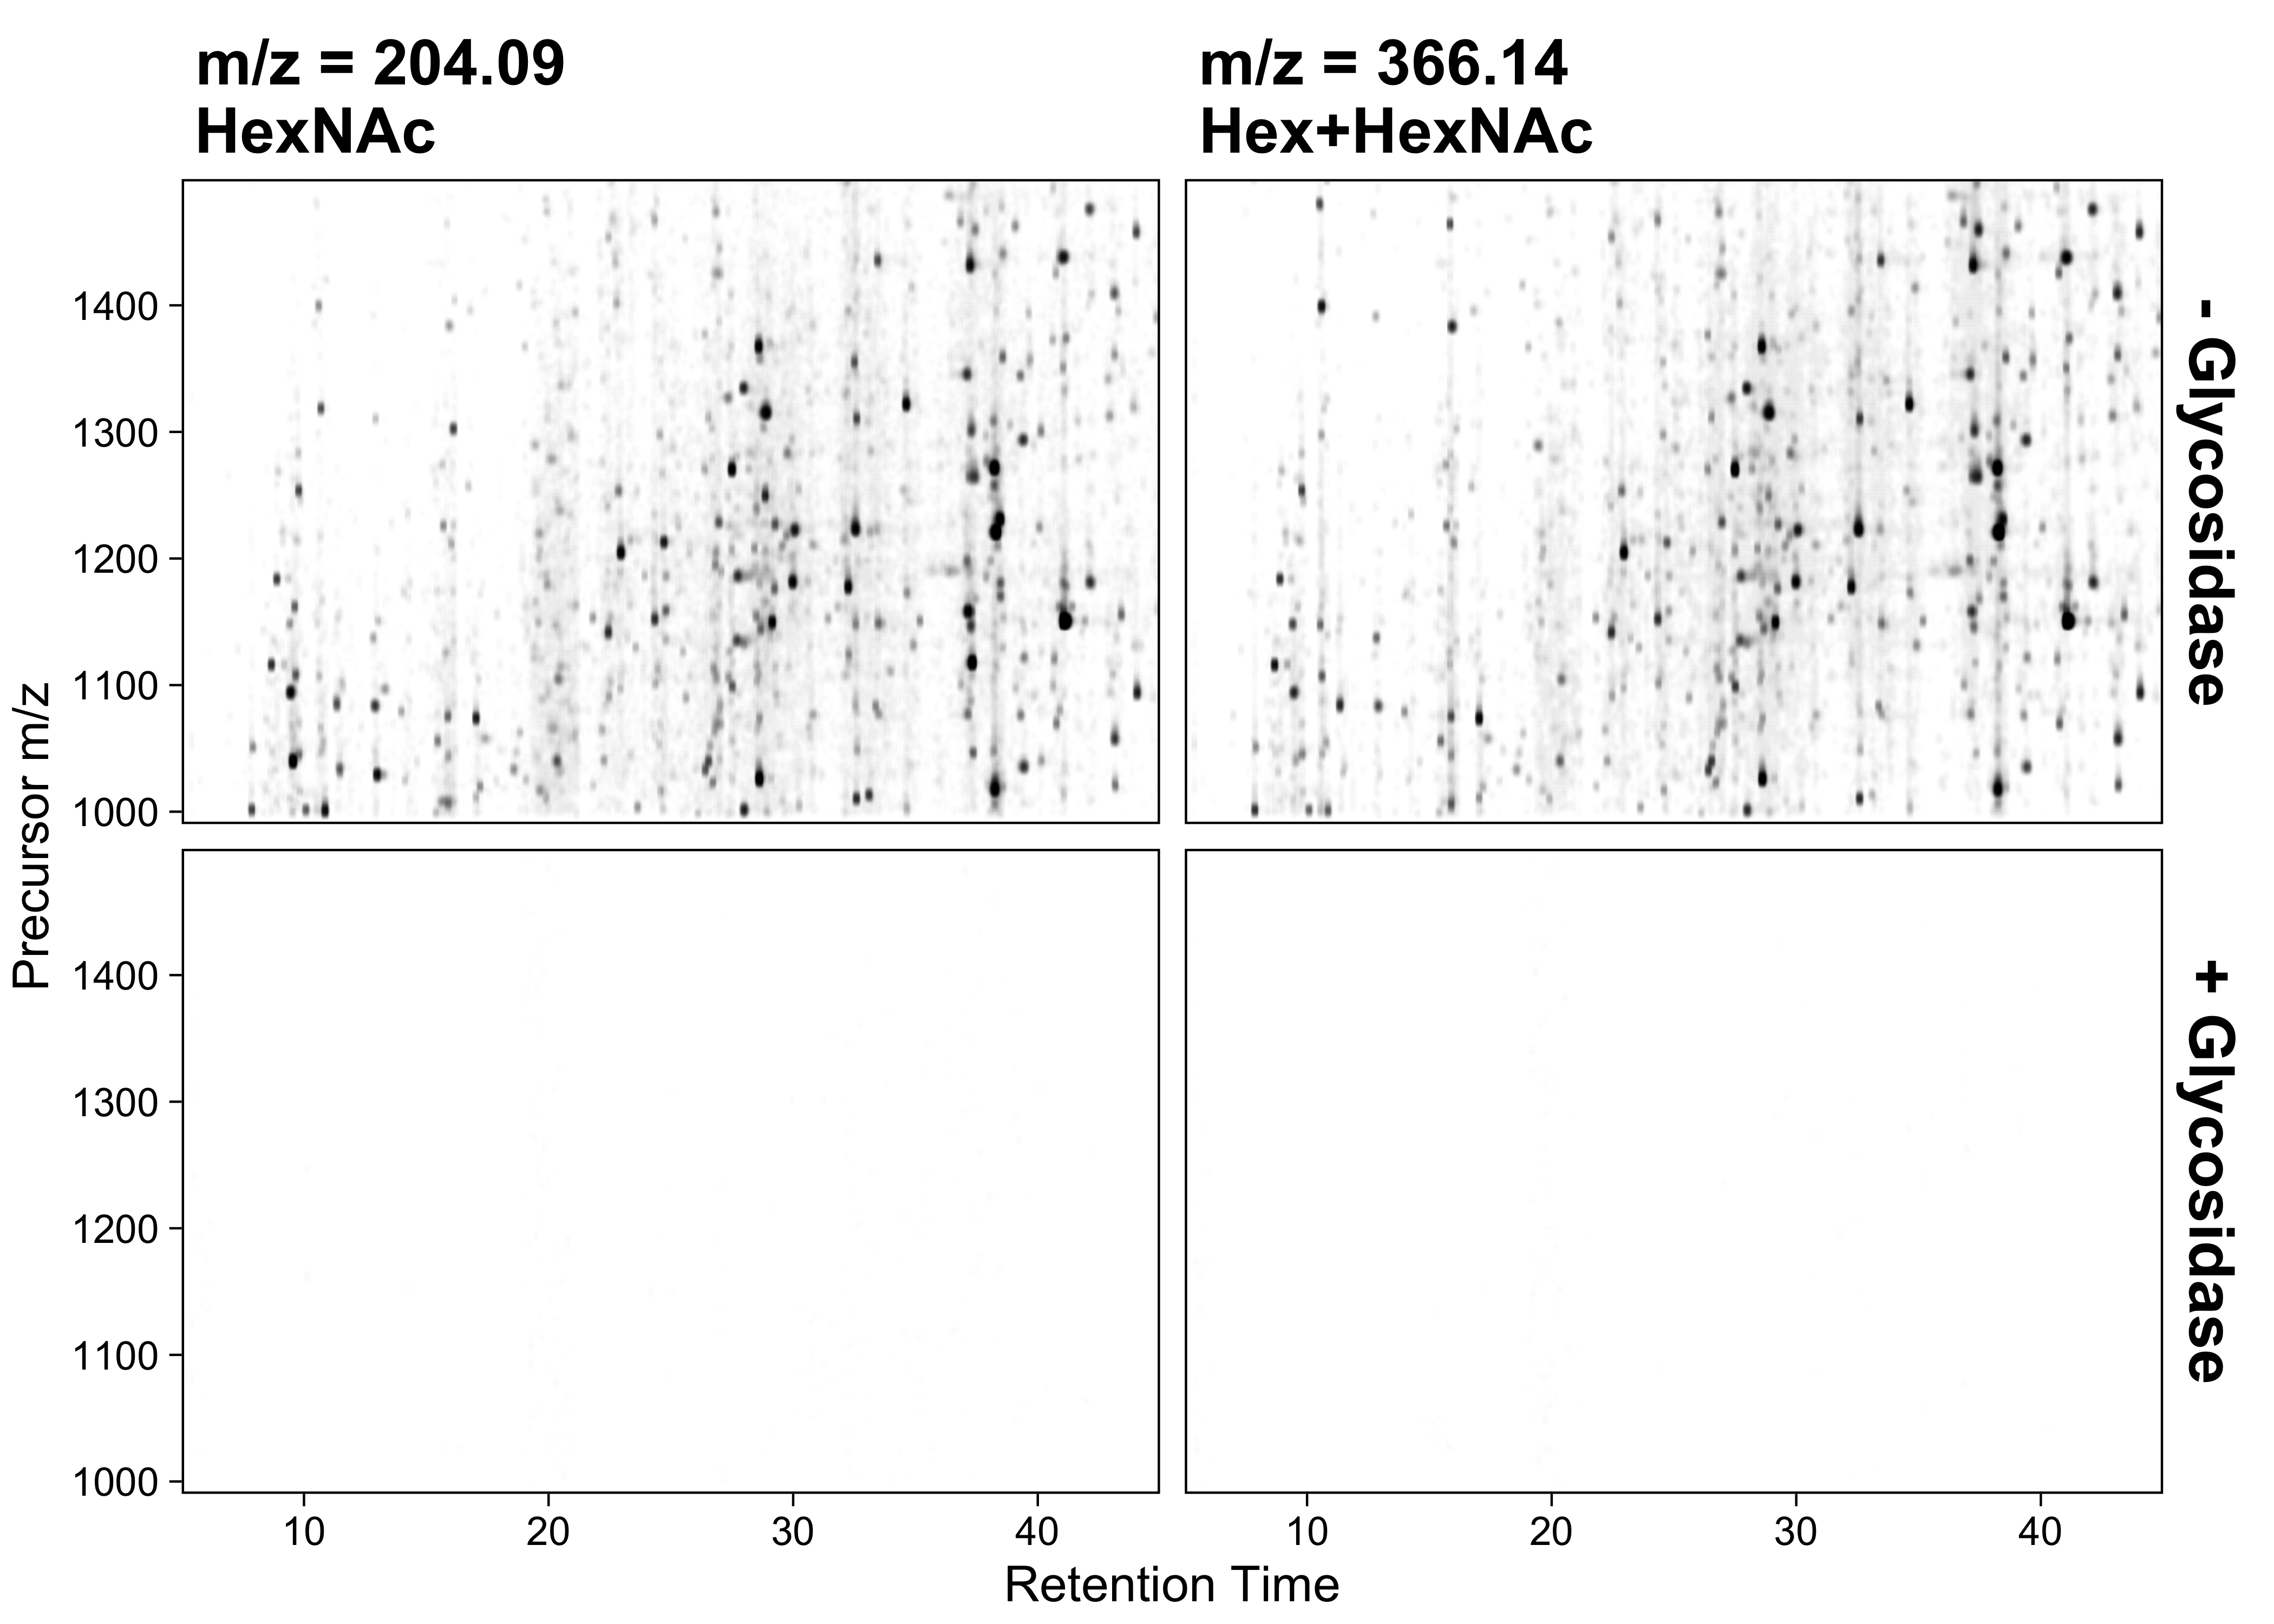 m/z = 204.09
HexNAc
m/z = 366.14
Hex+HexNAc
1400
1300
1200
1100
1000
- Glycosidase
Precursor m/z
1400
1300
1200
1100
1000
+ Glycosidase
10 20 30 40
10 20 30 40
Retention Time